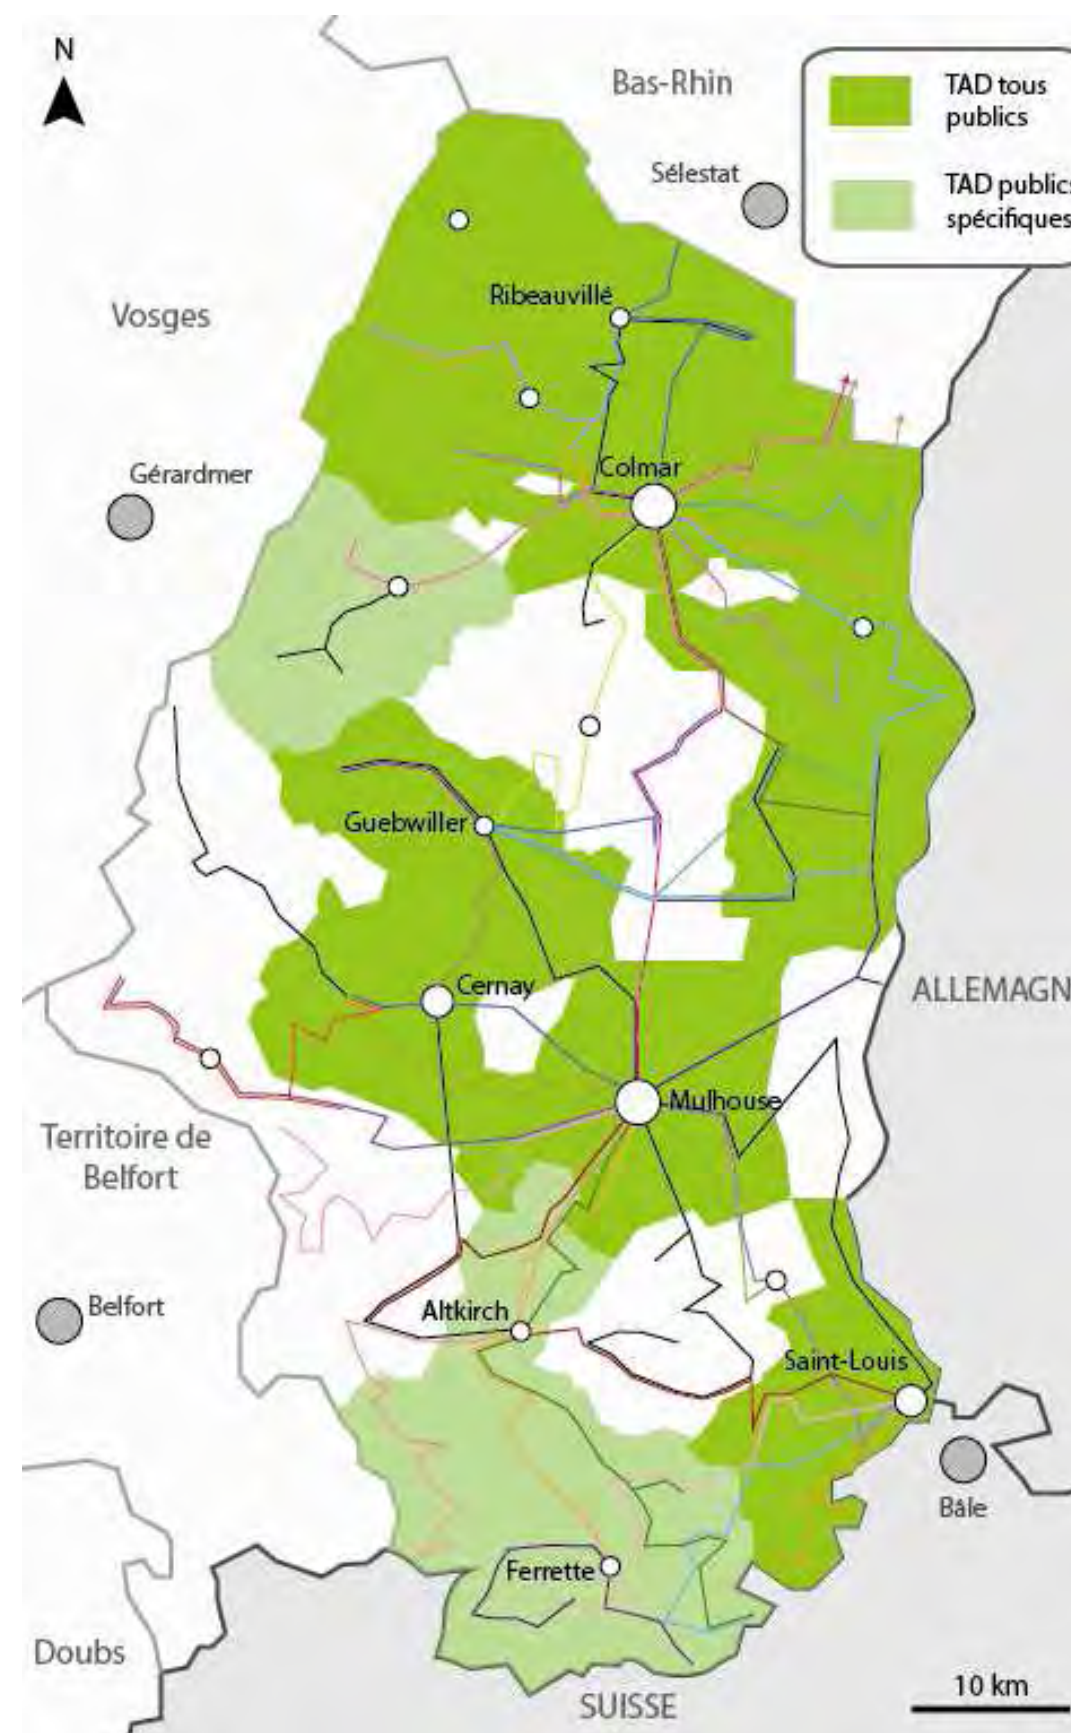 N
Bas-Rhin
TAD tous
publics
Sélestat
TAD publics
spécifiques
Ribeauvillé
Vosges
Colmar
Gérardmer
Guebwiller
Cernay
ALLEMAGN
Mulhouse
Territoire de
Belfort
Belfort
Altkirch
Saint-Louis
Bâle
Ferrette
Doubs
SUISSE
10 km